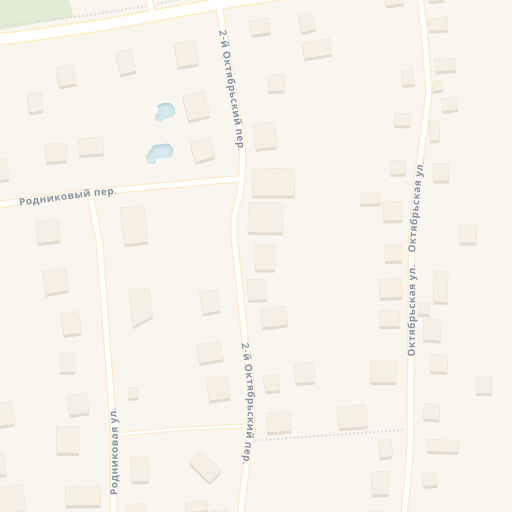 2-й Октябрьский пер.
Родниковый пер.
Октябрьская ул.
Октябрьская ул.
2-й Октябрьский пер.
Родниковая ул.